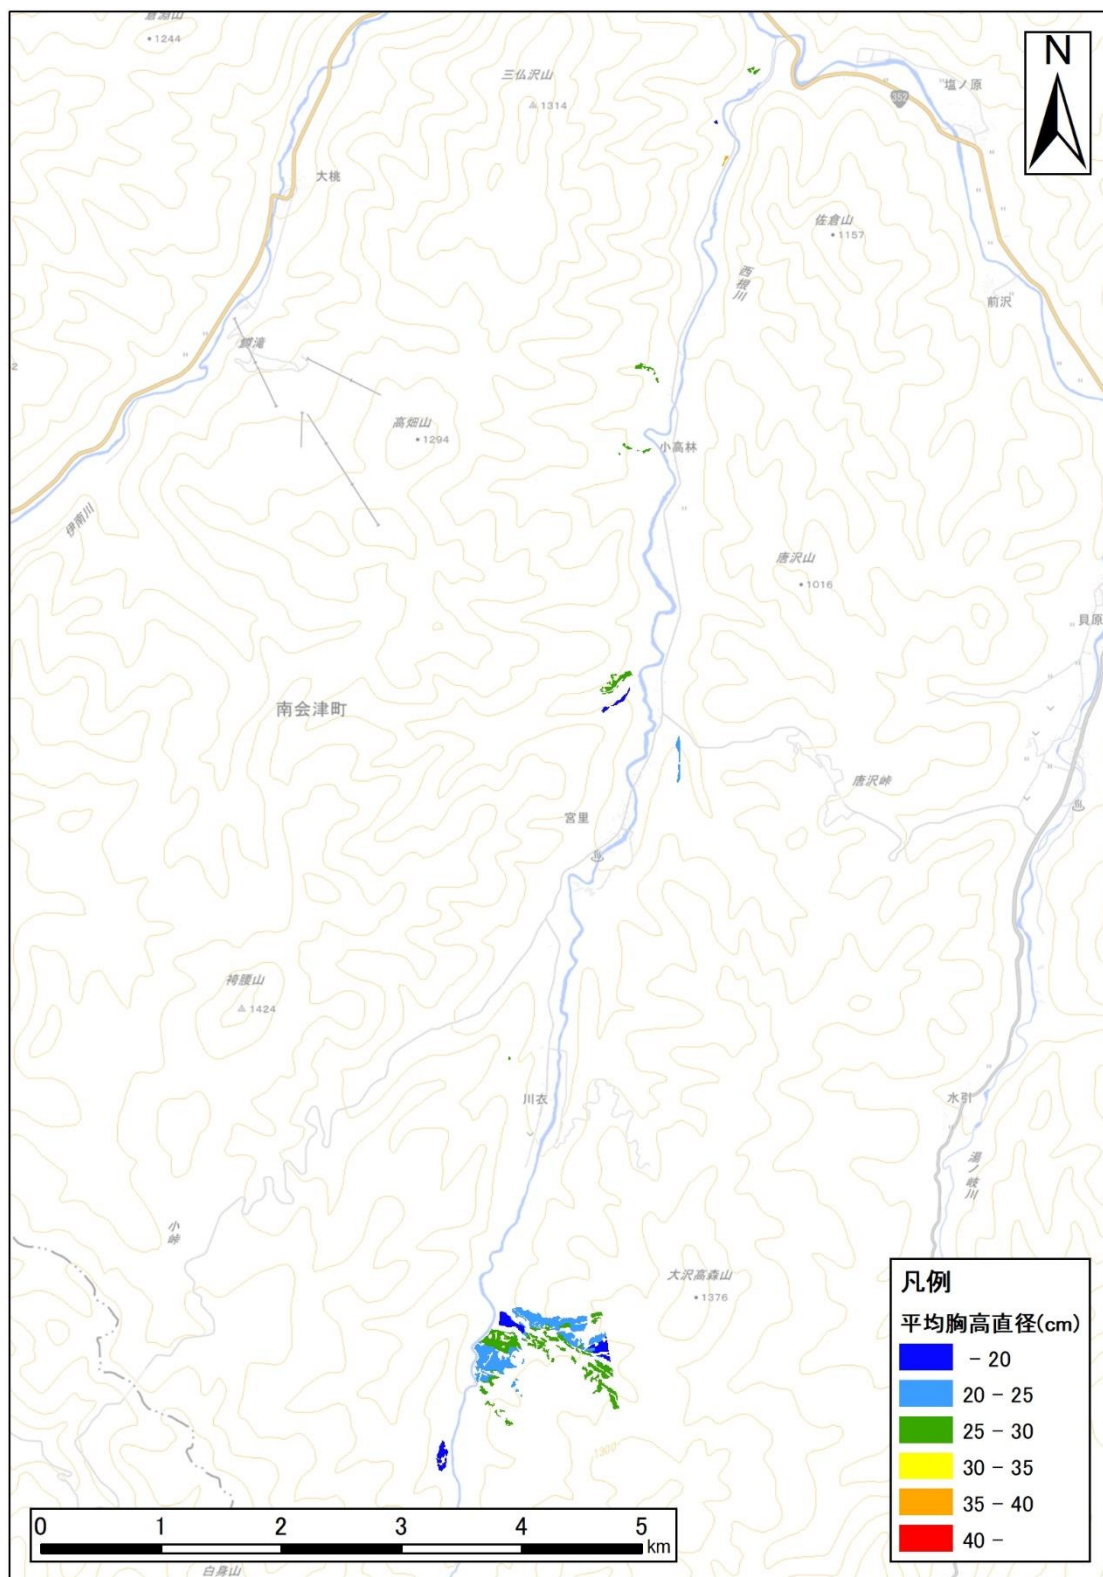 倉淵山
1244
三仏沢山
1314
塩ノ原
352
N
大桃
佐倉山
1157
西根川
前沢
鱒滝
2
高畑山
1294
小高林
伊南川
唐沢山
1016
貝原
南会津町
唐沢峠
宮里
袴腰山
1424
川衣
水引
湯ノ岐川
小峠
大沢高森山
1376
1300
凡例
平均胸高直径(cm)
- 20
20 - 25
25 - 30
30 - 35
35 - 40
40 -
0 1 2 3 4 5
km
白身山